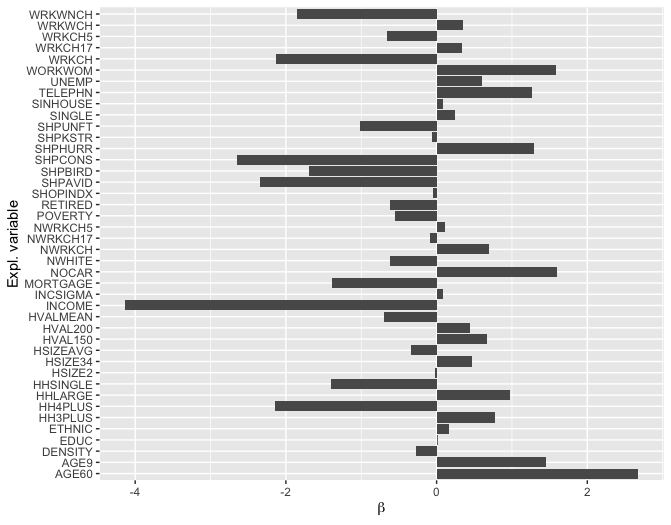 WRKWNCH
WRKWCH
WRKCH5
WRKCH17
WRKCH
WORKWOM
UNEMP
TELEPHN
SINHOUSE
SINGLE
SHPUNFT
SHPKSTR
SHPHURR
SHPCONS
SHPBIRD
SHPAVID
SHOPINDX
RETIRED
POVERTY
NWRKCH5
NWRKCH17
NWRKCH
NWHITE
NOCAR
MORTGAGE
INCSIGMA
INCOME
HVALMEAN
HVAL200
HVAL150
HSIZEAVG
HSIZE34
HSIZE2
HHSINGLE
HHLARGE
HH4PLUS
HH3PLUS
ETHNIC
EDUC
DENSITY
AGE9
AGE60
Expl. variable
-4 -2 0 2
β